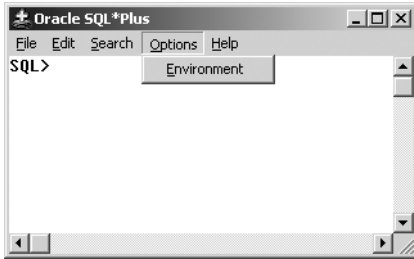 Oracle SQL*Plus
File Edit Search Options Help
SQL> Environment